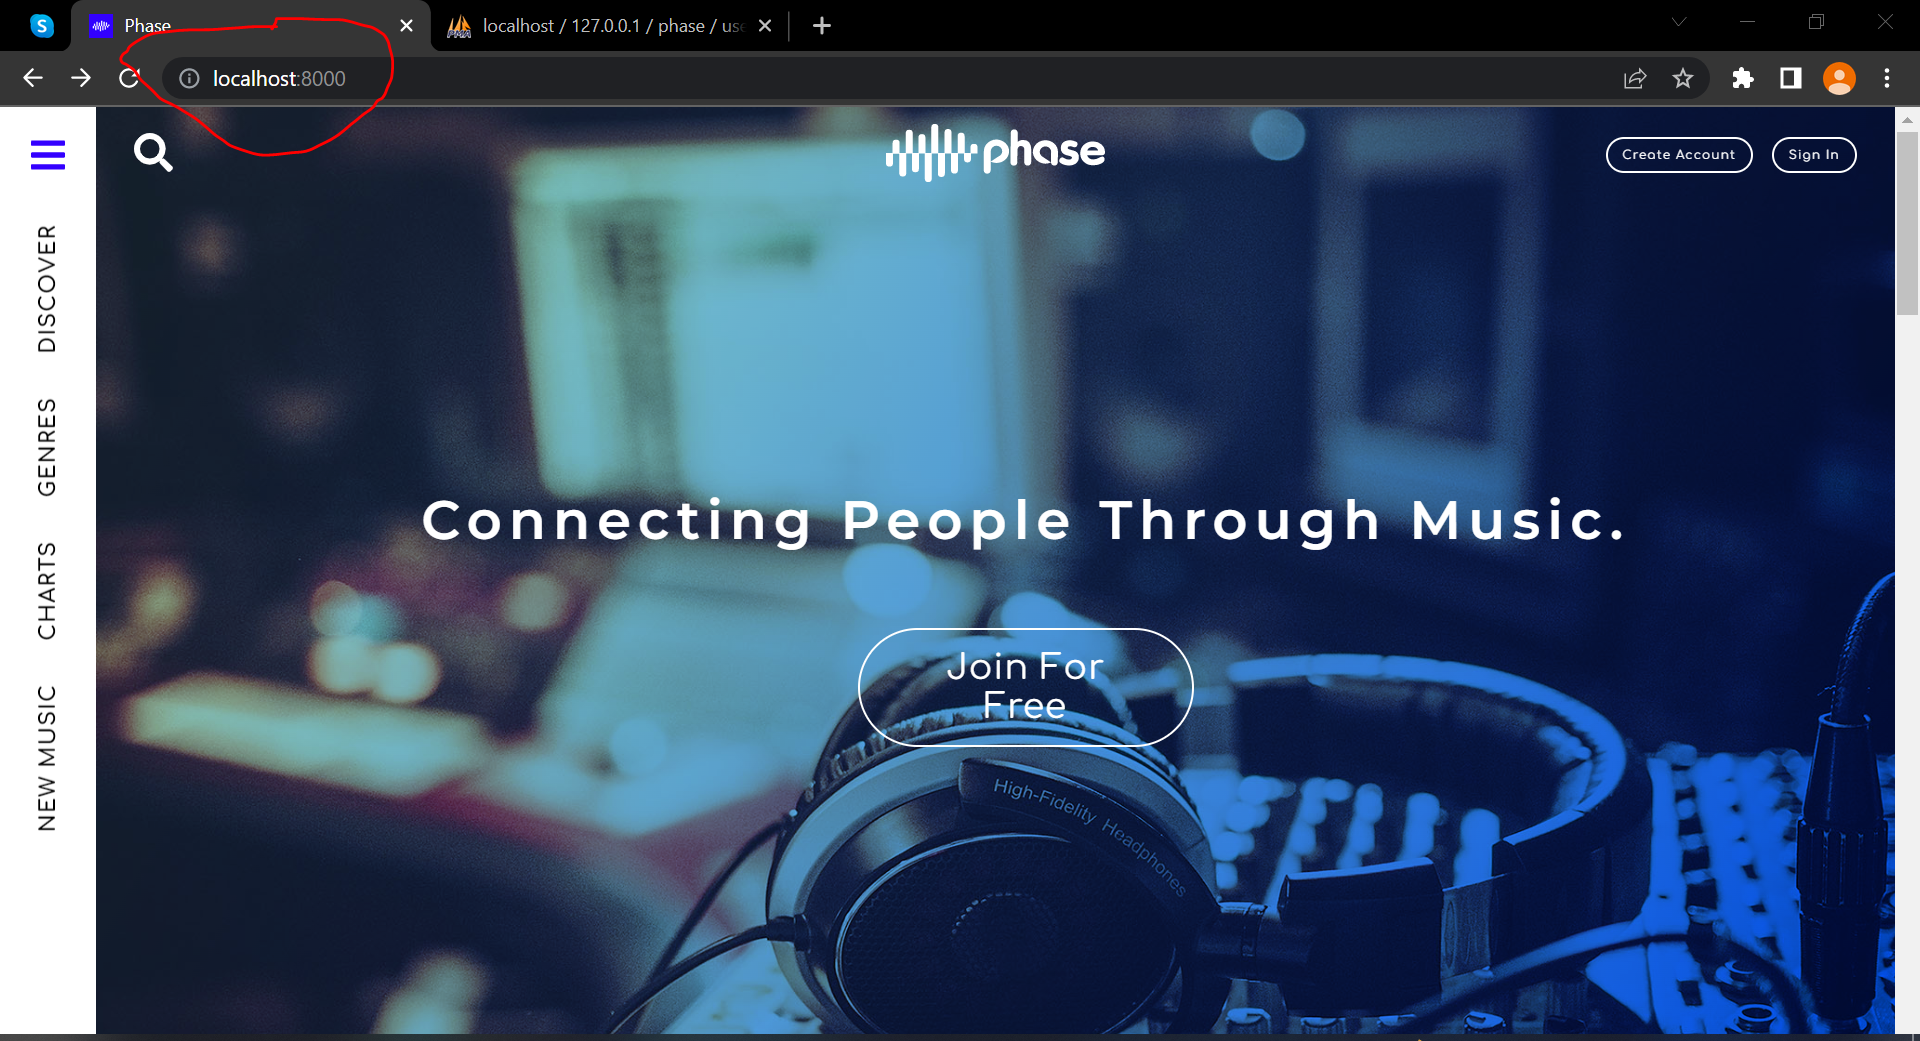 S Phase localhost / 127.0.0.1 / phase / use
localhost:8000
phase
Create Account
Sign In
DISCOVER
GENRES
CHARTS
NEW MUSIC
Connecting People Through Music.
Join For
Free
High-Fidelity Headphones